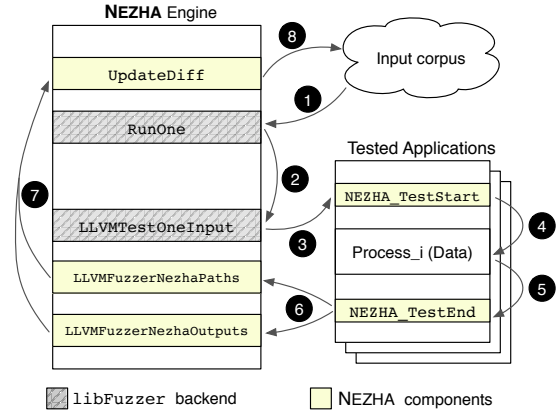 NEZHA Engine
8
UpdateDiff
Input corpus
1
RunOne
2
Tested Applications
7
NEZHA_TestStart
LLVMTestOneInput
3
4
Process_i (Data)
LLVMFuzzerNezhaPaths
5
6
NEZHA_TestEnd
LLVMFuzzerNezhaOutputs
libFuzzer backend
NEZHA components